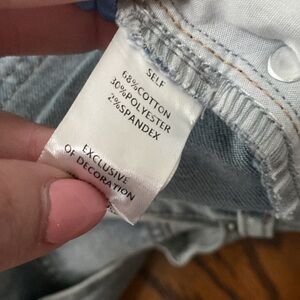 SELF
68%COTTON
30%POLYESTER
2%SPANDEX
EXCLUSIVE
OF DECORATION